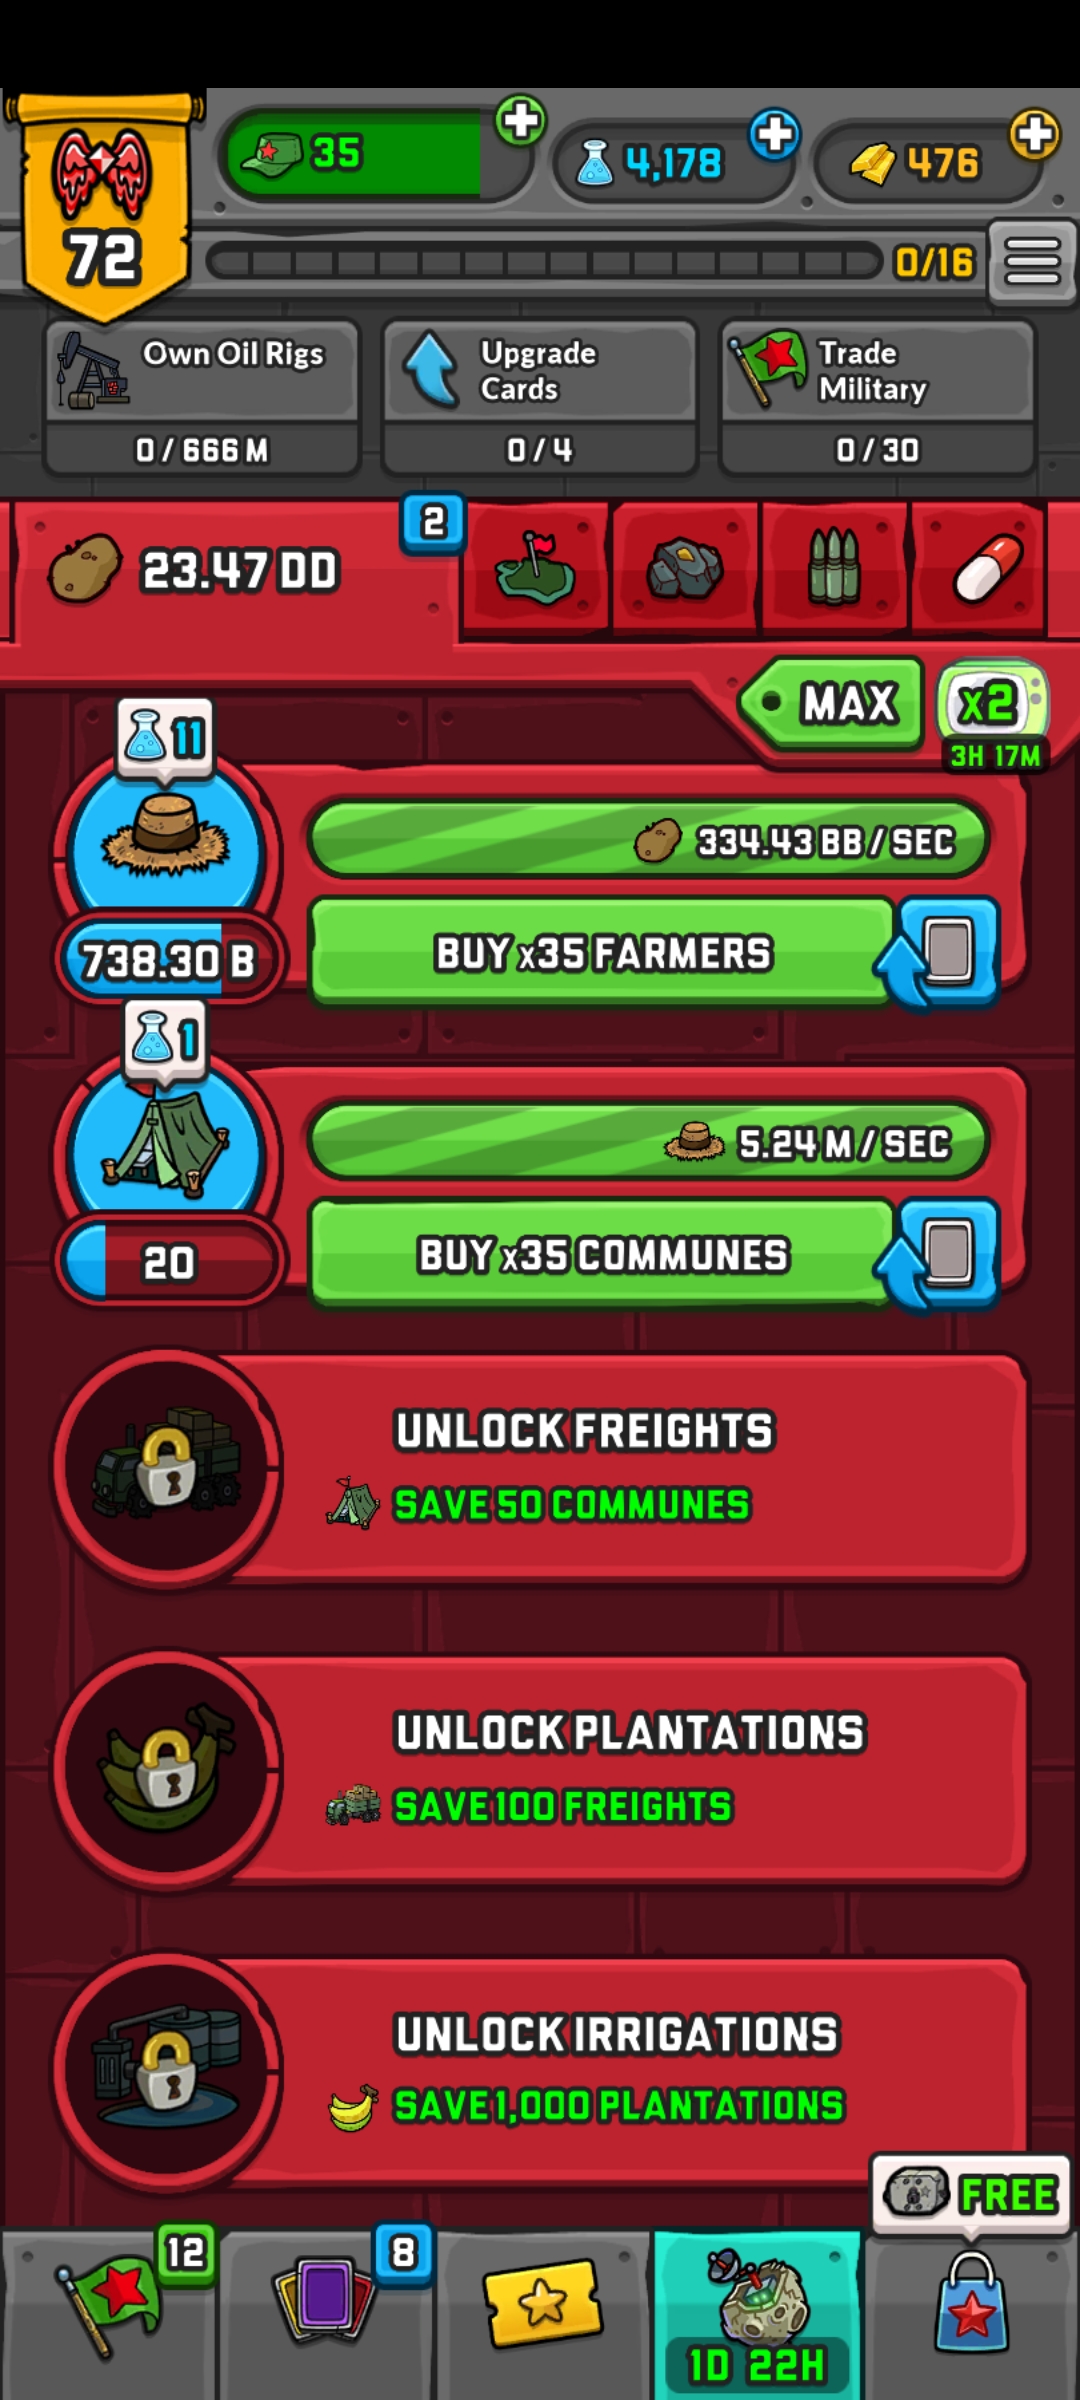 35
4,178
476
72
0/16
Own Oil Rigs
0 / 666 M
Upgrade
Cards
0 / 4
Trade
Military
0 / 30
23.47 DD
2
MAX
x2
3H 17M
11
334.43 BB / SEC
738.30 B
BUY x35 FARMERS
1
5.24 M / SEC
20
BUY x35 COMMUNES
UNLOCK FREIGHTS
SAVE 50 COMMUNES
UNLOCK PLANTATIONS
SAVE 100 FREIGHTS
UNLOCK IRRIGATIONS
SAVE 1,000 PLANTATIONS
FREE
12
8
1D 22H